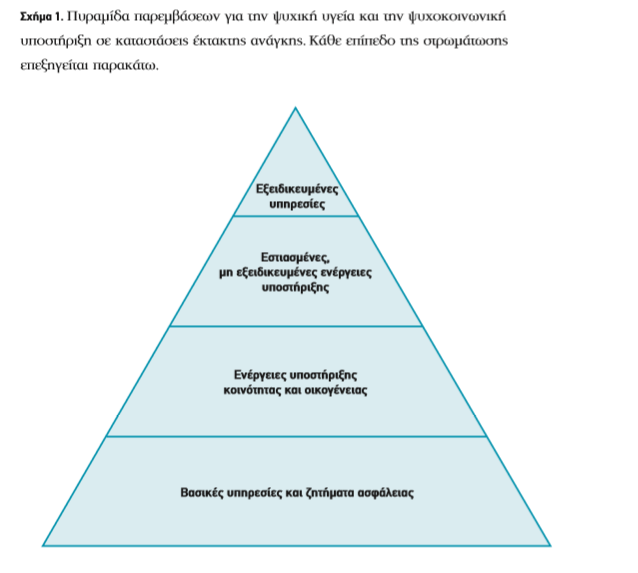 Σχήμα 1. Πυραμίδα παρεμβάσεων για την ψυχική υγεία και την ψυχοκοινωνική
υποστήριξη σε καταστάσεις έκτακτης ανάγκης. Κάθε επίπεδο της στρωμάτωσης
επεξηγείται παρακάτω.
Εξειδικευμένες
υπηρεσίες
Εστιασμένες,
μη εξειδικευμένες ενέργειες
υποστήριξης
Ενέργειες υποστήριξης
κοινότητας και οικογένειας
Βασικές υπηρεσίες και ζητήματα ασφάλειας